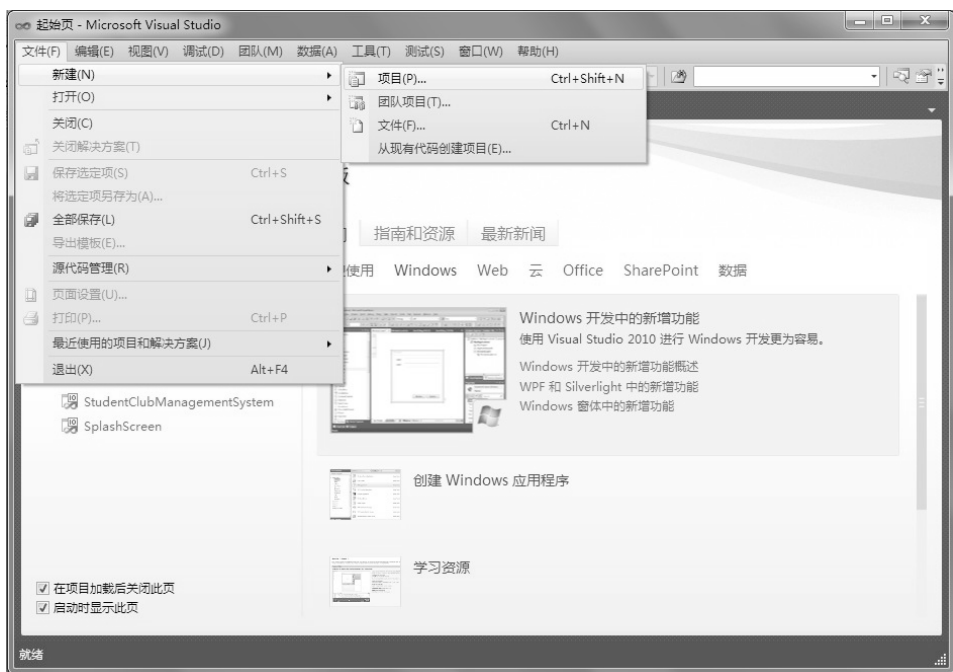 起始页 - Microsoft Visual Studio
文件(F) 编辑(E) 视图(V) 调试(D) 团队(M) 数据(A) 工具(T) 测试(S) 窗口(W) 帮助(H)
新建(N)
打开(O)
关闭(C)
关闭解决方案(T)
保存选定项(S) Ctrl+S
将选定项另存为(A)...
全部保存(L) Ctrl+Shift+S
导出模板(E)...
源代码管理(R)
页面设置(U)...
打印(P)... Ctrl+P
最近使用的项目和解决方案(J)
退出(X) Alt+F4
项目(P)... Ctrl+Shift+N
团队项目(T)...
文件(F)... Ctrl+N
从现有代码创建项目(E)...
指南和资源 最新新闻
使用 Windows Web 云 Office SharePoint 数据
Windows 开发中的新增功能
使用 Visual Studio 2010 进行 Windows 开发更为容易。
Windows 开发中的新增功能概述
WPF 和 Silverlight 中的新增功能
Windows 窗体中的新增功能
StudentClubManagementSystem
SplashScreen
创建 Windows 应用程序
学习资源
在项目加载后关闭此页
启动时显示此页
就绪